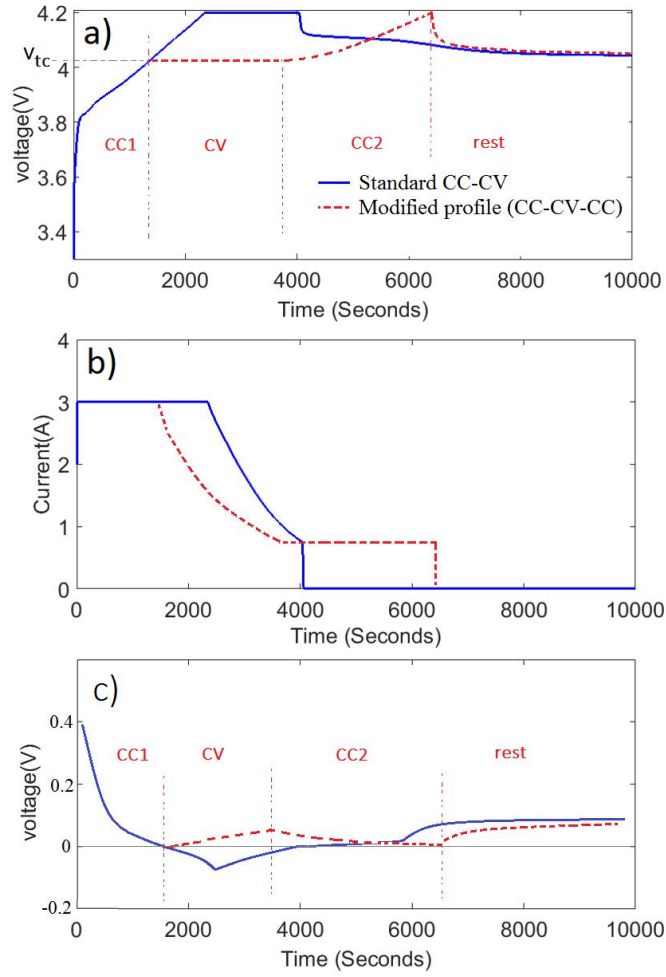 a)
4.2
v_tc
4
3.8
3.6
3.4
voltage(V)
CC1
CV
CC2
rest
Standard CC-CV
Modified profile (CC-CV-CC)
0
2000
4000
6000
8000
10000
Time (Seconds)
b)
4
3
2
1
0
Current(A)
0
2000
4000
6000
8000
10000
Time (Seconds)
c)
0.4
0.2
0
-0.2
voltage(V)
CC1
CV
CC2
rest
0
2000
4000
6000
8000
10000
Time (Seconds)